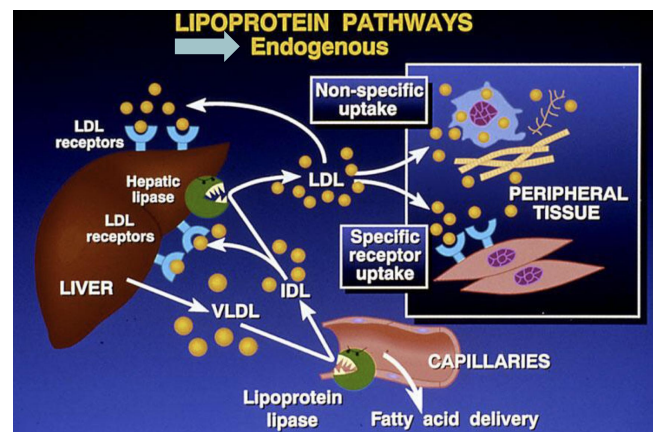 LIPOPROTEIN PATHWAYS
Endogenous
Non-specific
uptake
LDL
receptors
Hepatic
lipase
LDL
PERIPHERAL
TISSUE
LDL
receptors
Specific
receptor
uptake
LIVER
IDL
VLDL
CAPILLARIES
Lipoprotein
lipase
Fatty acid delivery